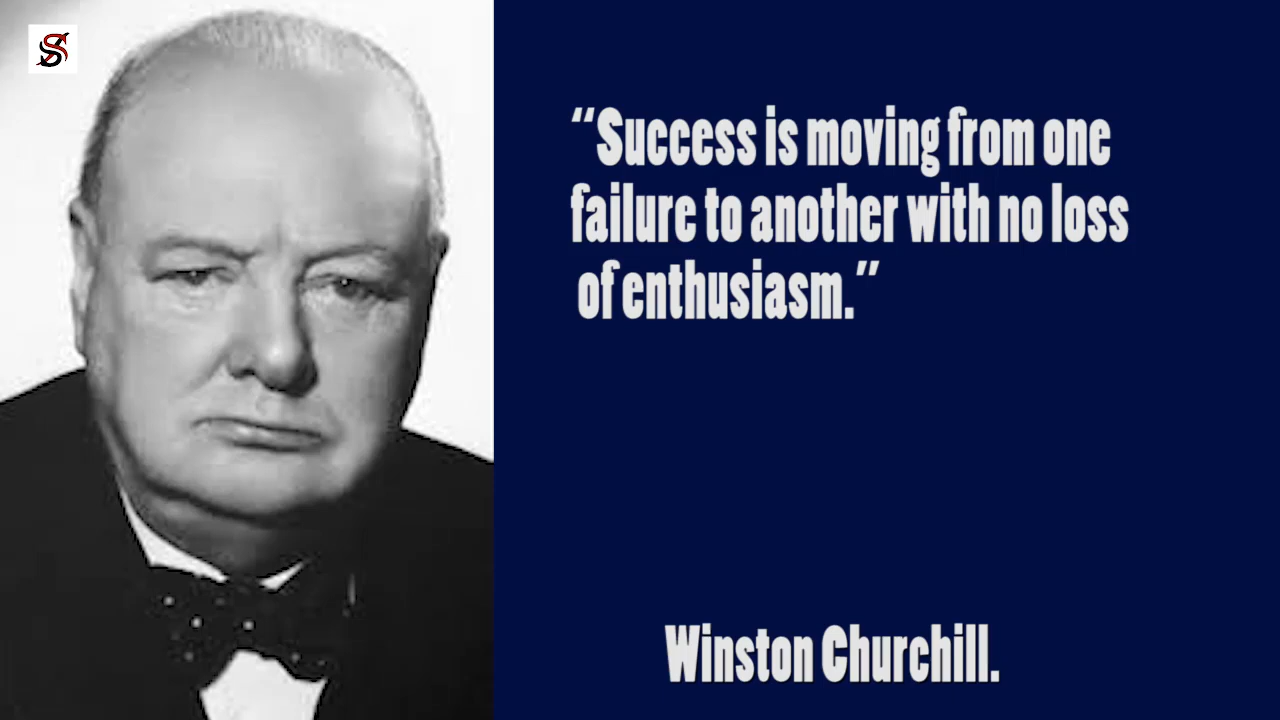 “Success is moving from one
failure to another with no loss
of enthusiasm.”
Winston Churchill.